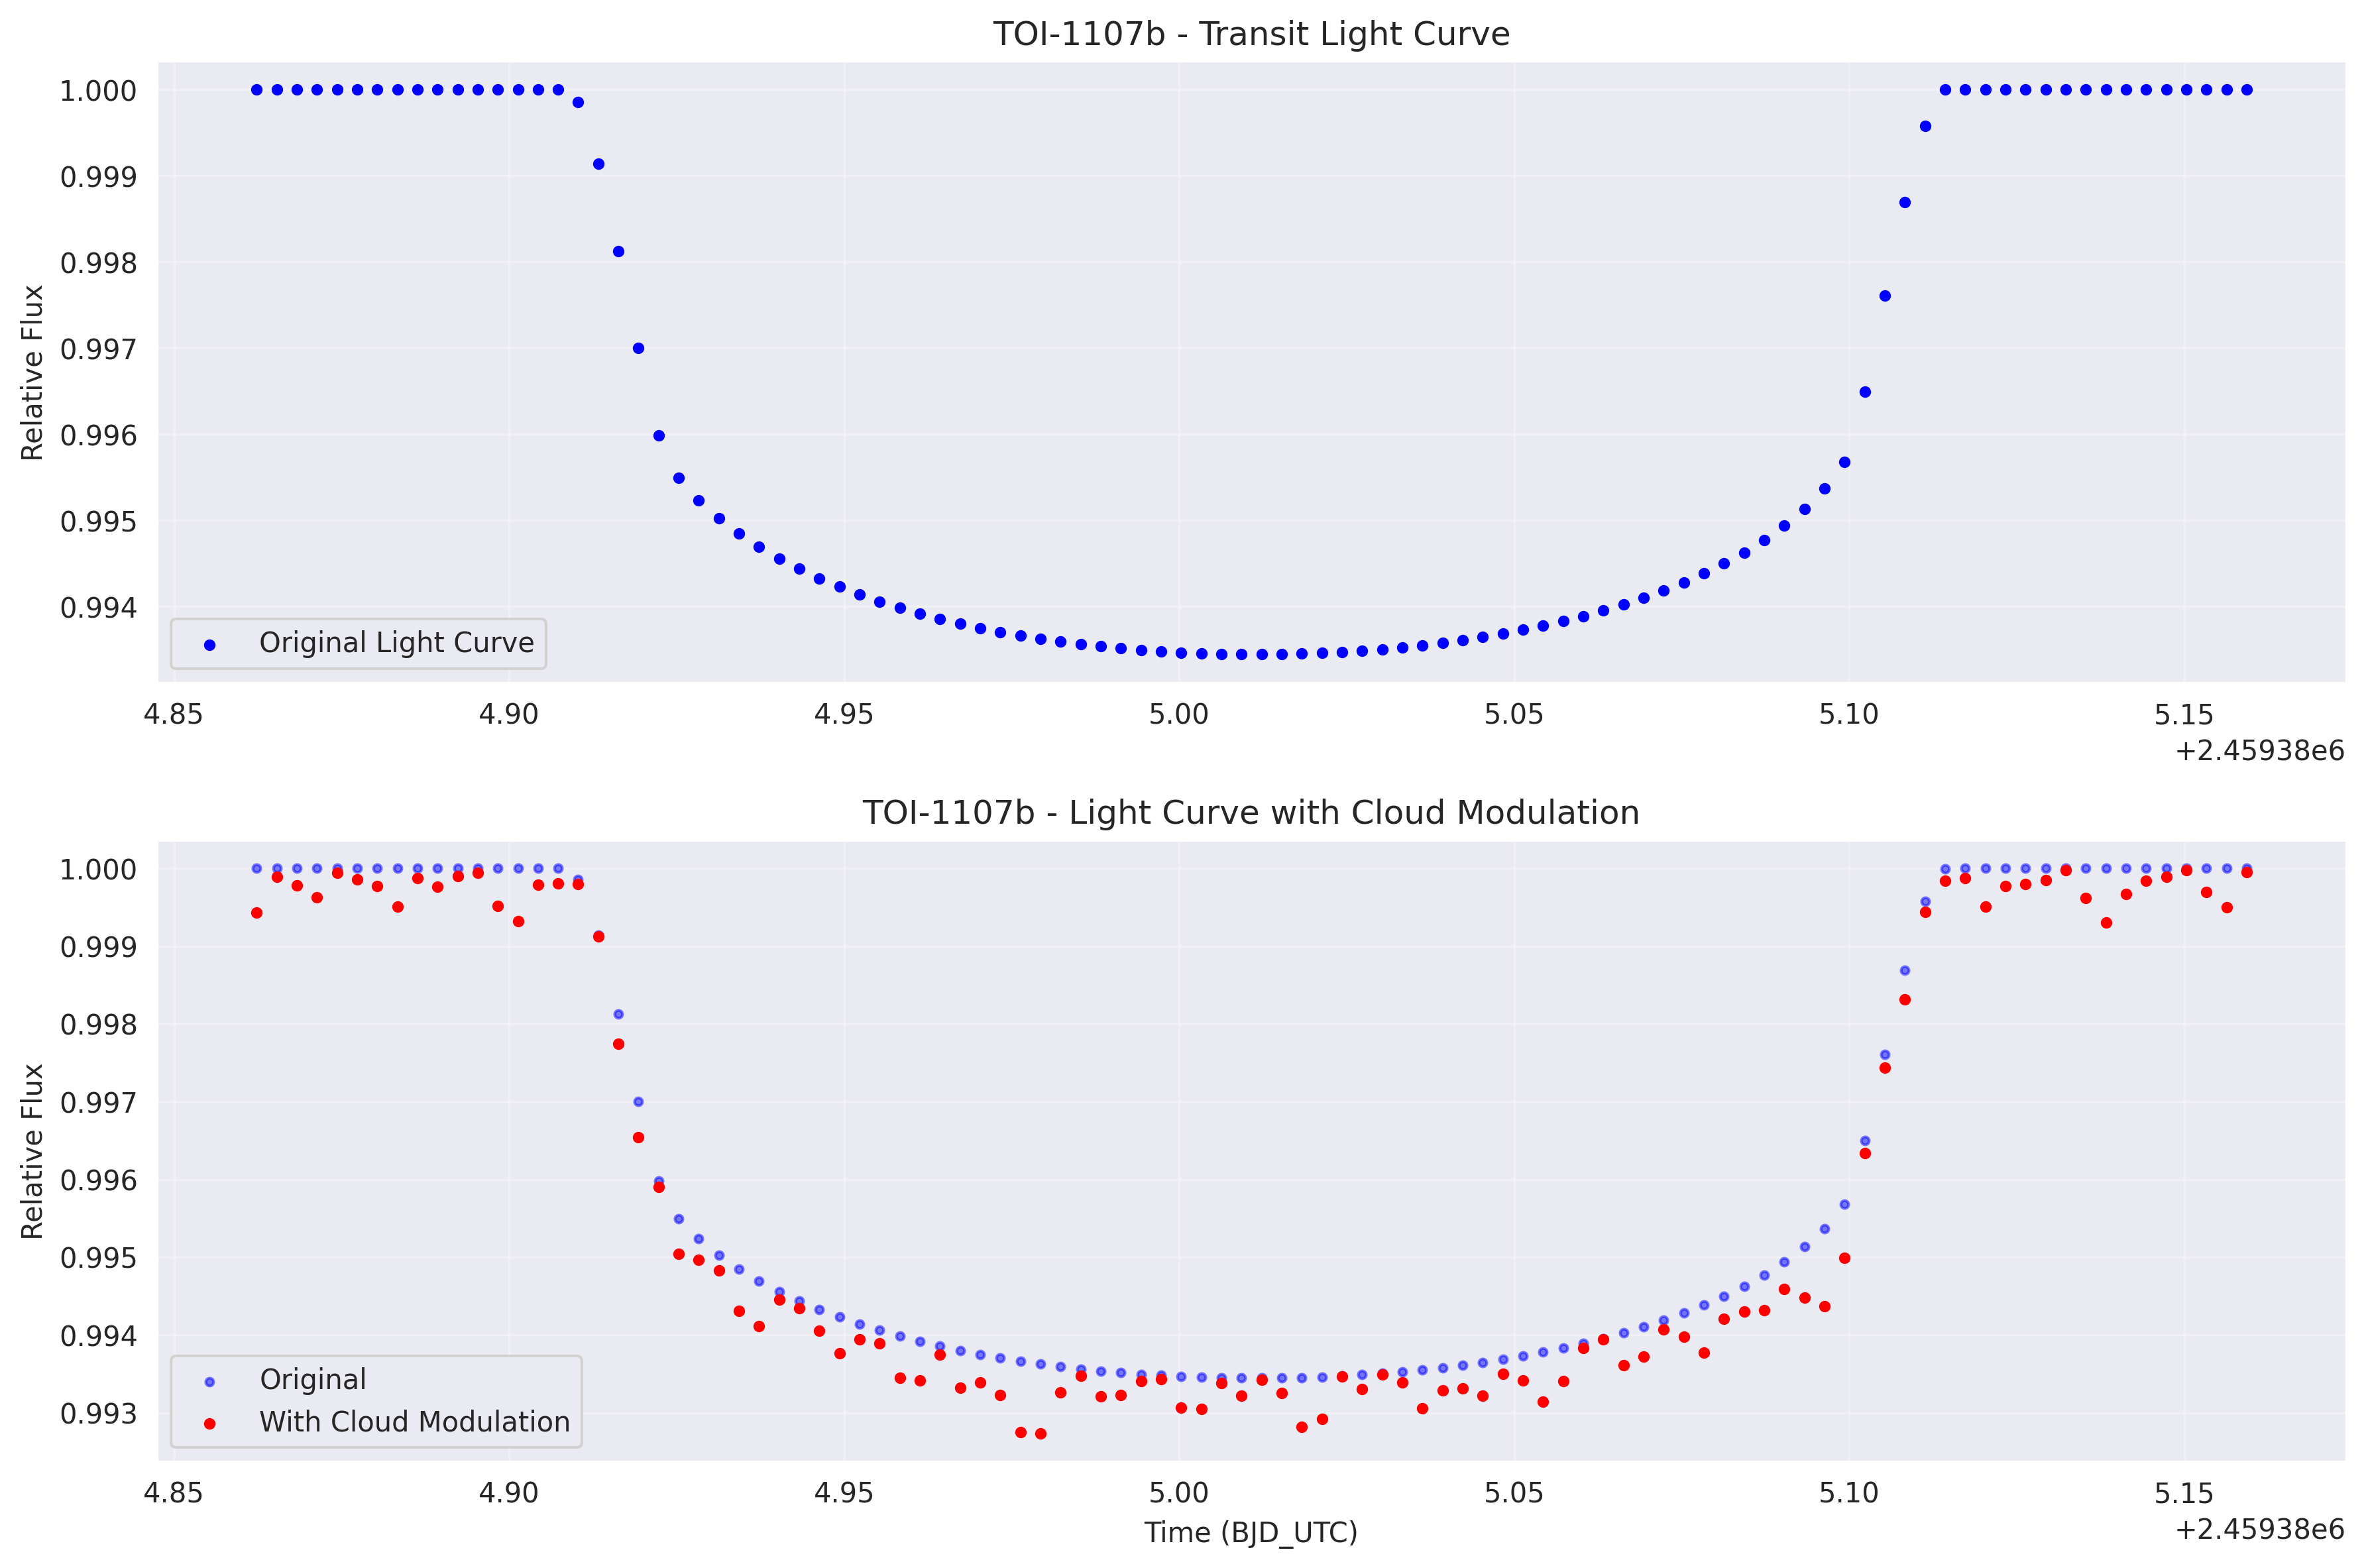 TOI-1107b - Transit Light Curve
Relative Flux
1.000
0.999
0.998
0.997
0.996
0.995
0.994
Original Light Curve
4.85 4.90 4.95 5.00 5.05 5.10 5.15
+2.45938e6
TOI-1107b - Light Curve with Cloud Modulation
Relative Flux
1.000
0.999
0.998
0.997
0.996
0.995
0.994
0.993
Original
With Cloud Modulation
4.85 4.90 4.95 5.00 5.05 5.10 5.15
+2.45938e6
Time (BJD_UTC)